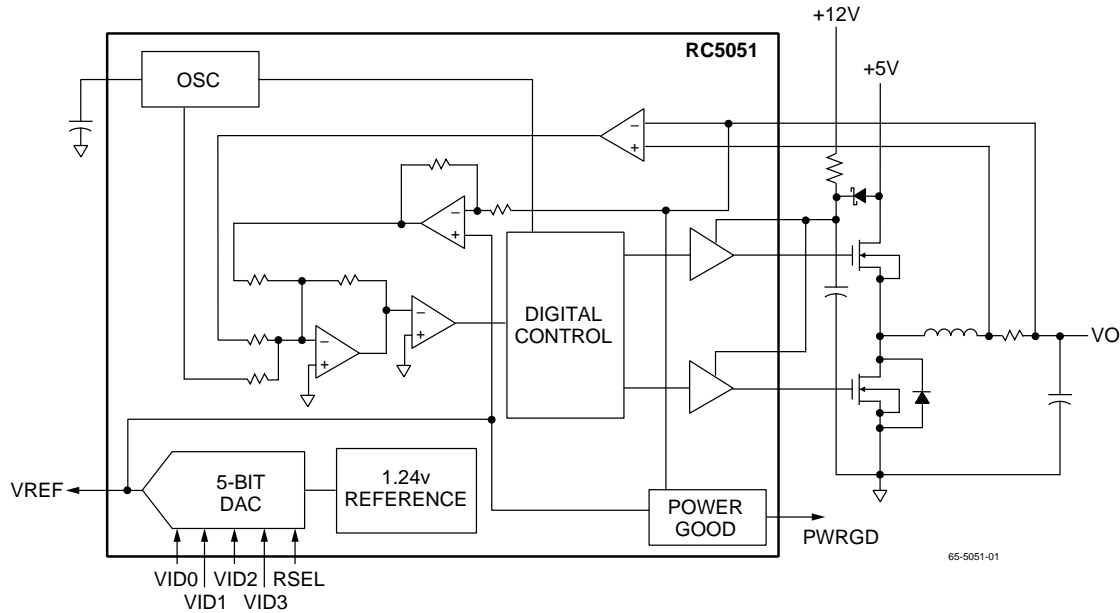 +12V
RC5051
+5V
OSC
−
+
−
+
DIGITAL
CONTROL
−
+
−
+
VO
VREF
5-BIT
DAC
1.24v
REFERENCE
POWER
GOOD
PWRGD
65-5051-01
VID0 VID2 RSEL
VID1 VID3